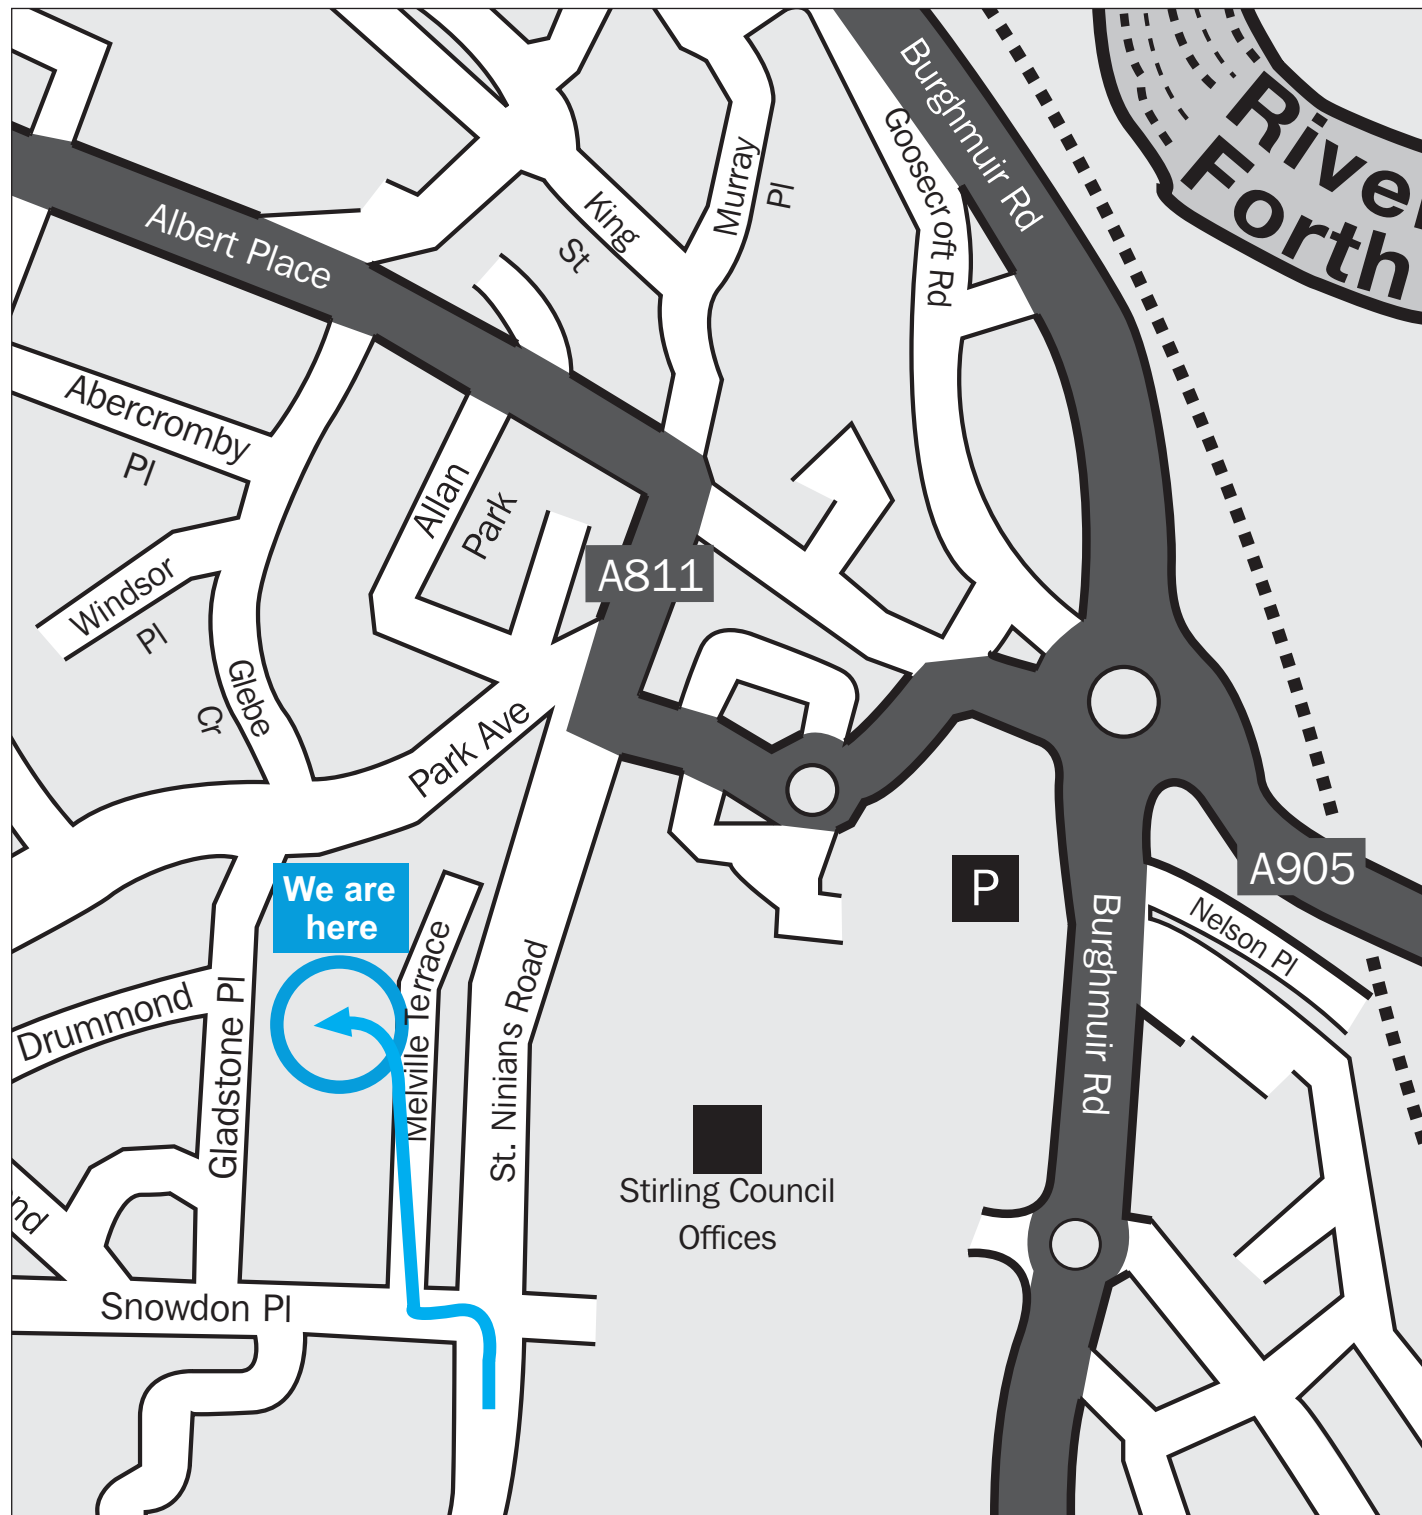 Burghmuir Rd
River
Forth
Goosecroft Rd
Murray
Pl
King
St
Albert Place
Abercromby
Pl
Allan
Park
A811
Windsor
Pl
Glebe
Cr
Park Ave
A905
P
We are
here
Nelson Pl
Burghmuir Rd
Melville Terrace
St. Ninians Road
Drummond
Gladstone Pl
Stirling Council
Offices
nd
Snowdon Pl